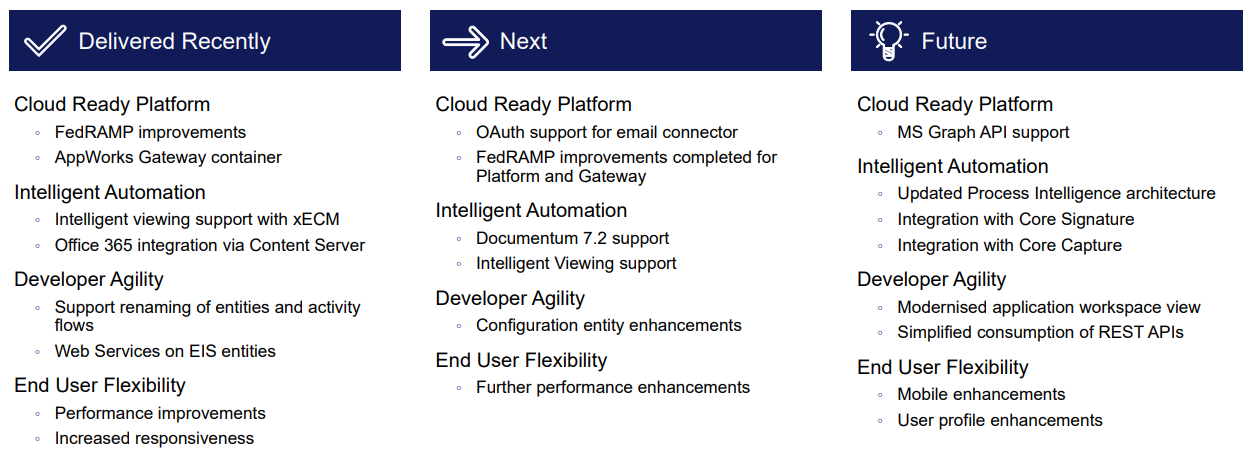 Delivered Recently
Cloud Ready Platform
FedRAMP improvements
AppWorks Gateway container
Intelligent Automation
Intelligent viewing support with xECM
Office 365 integration via Content Server
Developer Agility
Support renaming of entities and activity
flows
Web Services on EIS entities
End User Flexibility
Performance improvements
Increased responsiveness
Next
Cloud Ready Platform
OAuth support for email connector
FedRAMP improvements completed for
Platform and Gateway
Intelligent Automation
Documentum 7.2 support
Intelligent Viewing support
Developer Agility
Configuration entity enhancements
End User Flexibility
Further performance enhancements
Future
Cloud Ready Platform
MS Graph API support
Intelligent Automation
Updated Process Intelligence architecture
Integration with Core Signature
Integration with Core Capture
Developer Agility
Modernised application workspace view
Simplified consumption of REST APIs
End User Flexibility
Mobile enhancements
User profile enhancements